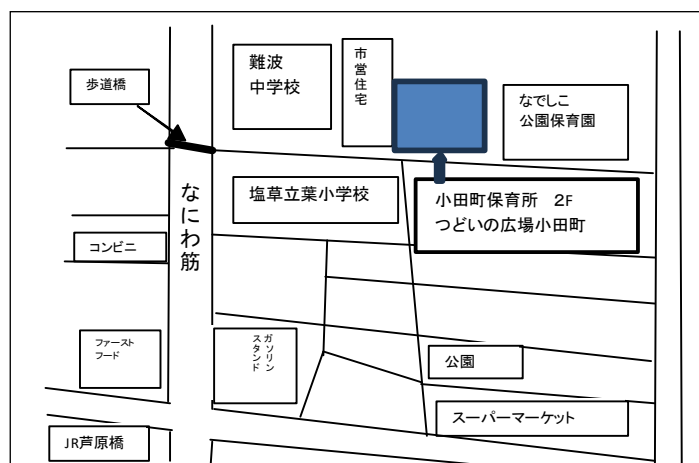 難波
中学校
市営住宅
歩道橋
なでしこ
公園保育園
塩草立葉小学校
小田町保育所　2F
つどいの広場小田町
なにわ筋
コンビニ
ファースト
フード
ガソリン
スタンド
公園
スーパーマーケット
JR芦原橋